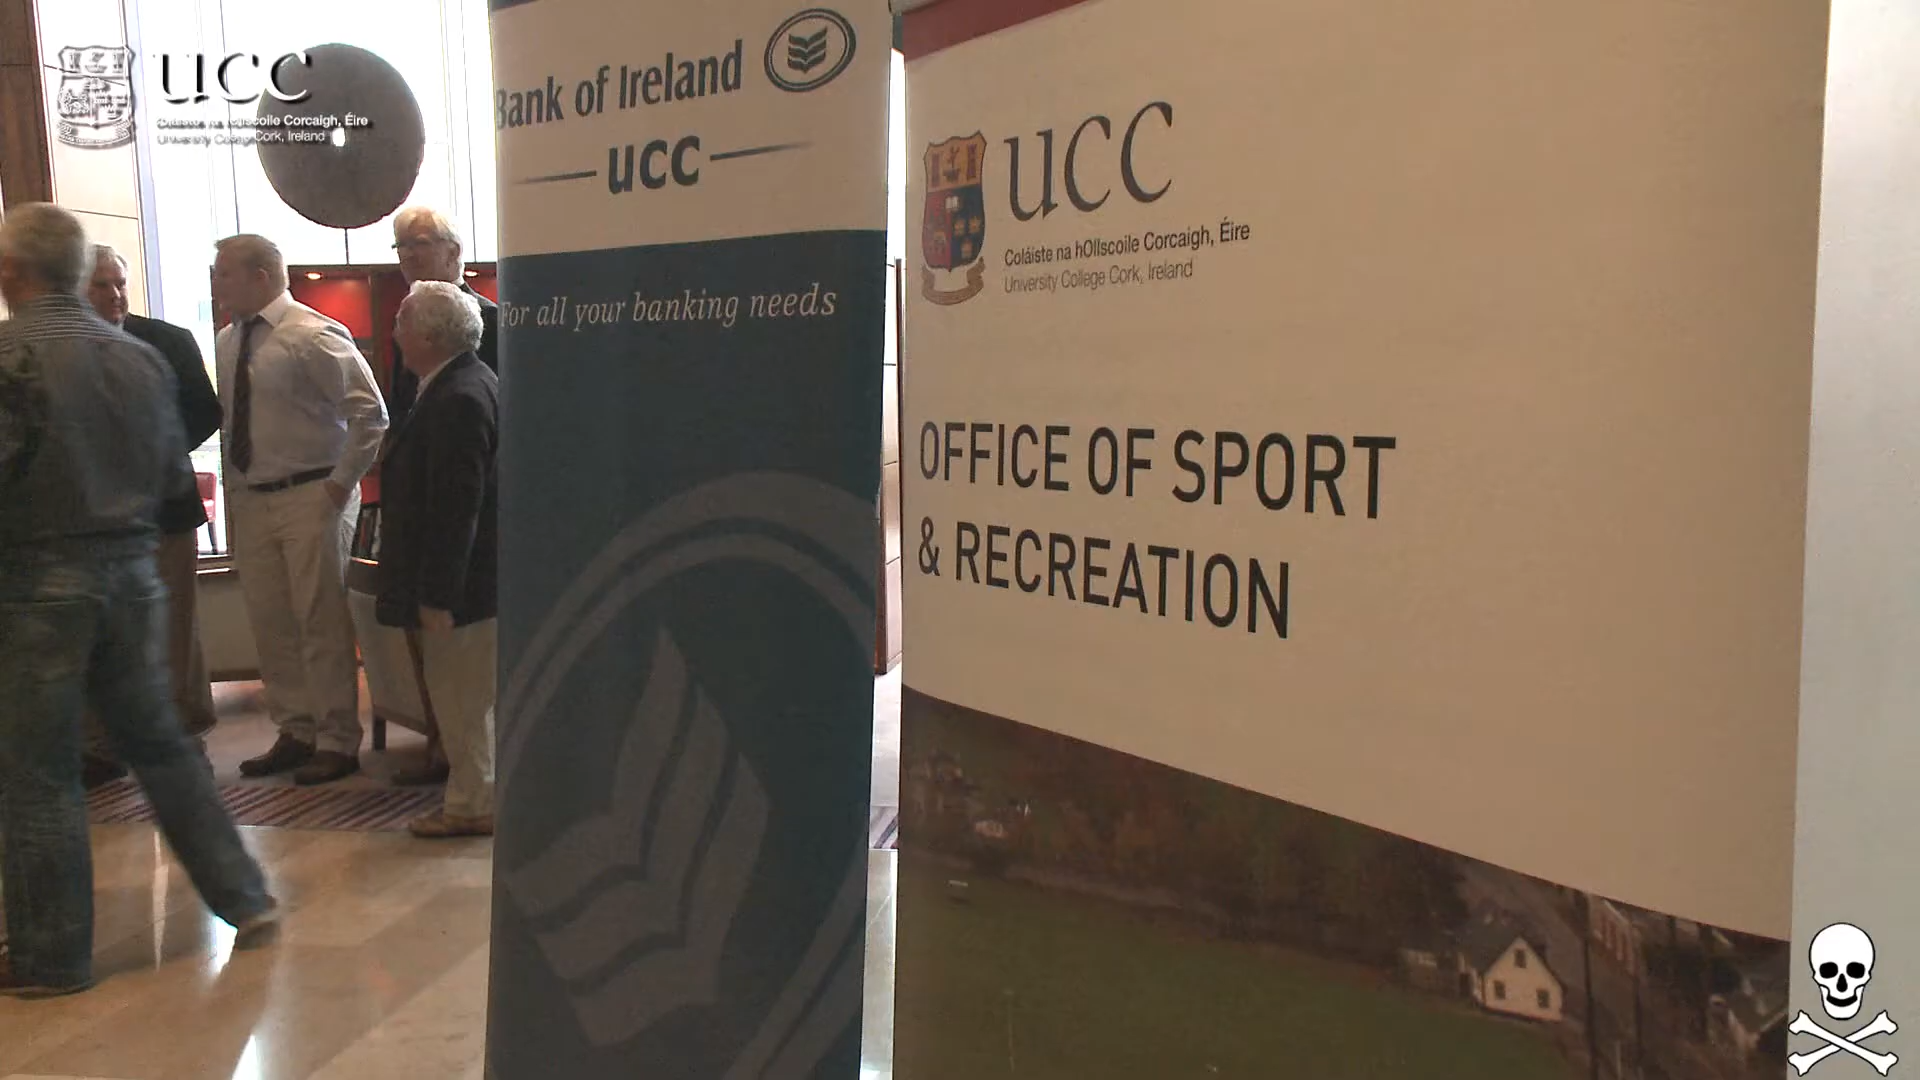 UCC
Coláiste na hOllscoile Corcaigh, Éire
University College Cork, Ireland
Bank of Ireland
UCC
For all your banking needs
UCC
Coláiste na hOllscoile Corcaigh, Éire
University College Cork, Ireland
OFFICE OF SPORT
& RECREATION